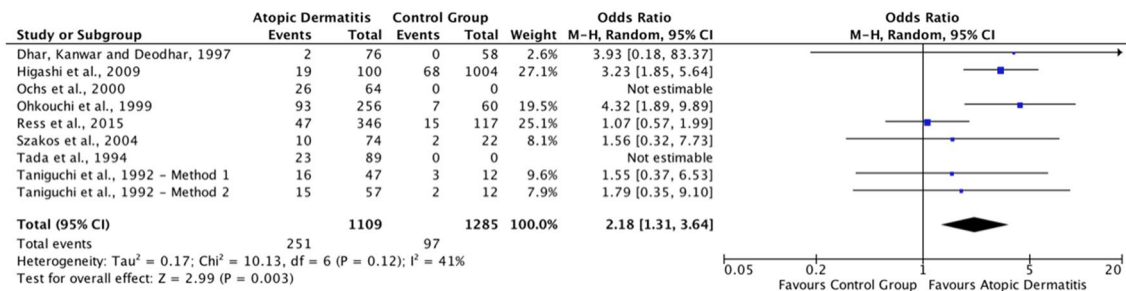 Atopic Dermatitis Control Group Odds Ratio Odds Ratio
Study or Subgroup Events Total Events Total Weight M-H, Random, 95% CI M-H, Random, 95% CI
Dhar, Kanwar and Deodhar, 1997 2 76 0 58 2.6% 3.93 [0.18, 83.37]
Higashi et al., 2009 19 100 68 1004 27.1% 3.23 [1.85, 5.64]
Ochs et al., 2000 26 64 0 0 Not estimable
Ohkouchi et al., 1999 93 256 7 60 19.5% 4.32 [1.89, 9.89]
Ress et al., 2015 47 346 15 117 25.1% 1.07 [0.57, 1.99]
Szakos et al., 2004 10 74 2 22 8.1% 1.56 [0.32, 7.73]
Tada et al., 1994 23 89 0 0 Not estimable
Taniguchi et al., 1992 – Method 1 16 47 3 12 9.6% 1.55 [0.37, 6.53]
Taniguchi et al., 1992 – Method 2 15 57 2 12 7.9% 1.79 [0.35, 9.10]
Total (95% CI) 1109 1285 100.0% 2.18 [1.31, 3.64]
Total events 251 97
Heterogeneity: Tau² = 0.17; Chi² = 10.13, df = 6 (P = 0.12); I² = 41%
Test for overall effect: Z = 2.99 (P = 0.003)
0.05 0.2 1 5 20
Favours Control Group Favours Atopic Dermatitis